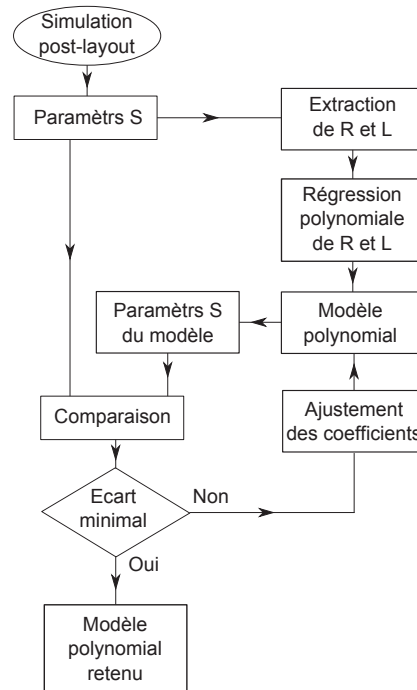 Simulation
post-layout
Paramètrs S
Extraction
de R et L
Régression
polynomiale
de R et L
Modèle
polynomial
Paramètrs S
du modèle
Comparaison
Ajustement
des coefficients
Ecart
minimal
Non
Oui
Modèle
polynomial
retenu